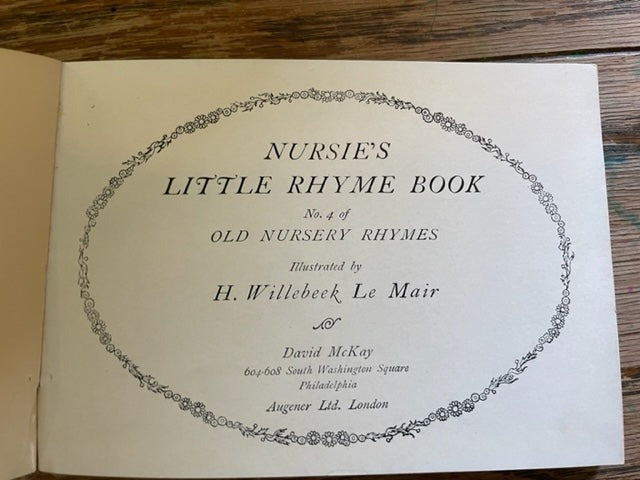 NURSIE'S
LITTLE RHYME BOOK
No. 4 of
OLD NURSERY RHYMES
Illustrated by
H. Willebeek Le Mair
David McKay
604-608 South Washington Square
Philadelphia
Augener Ltd. London